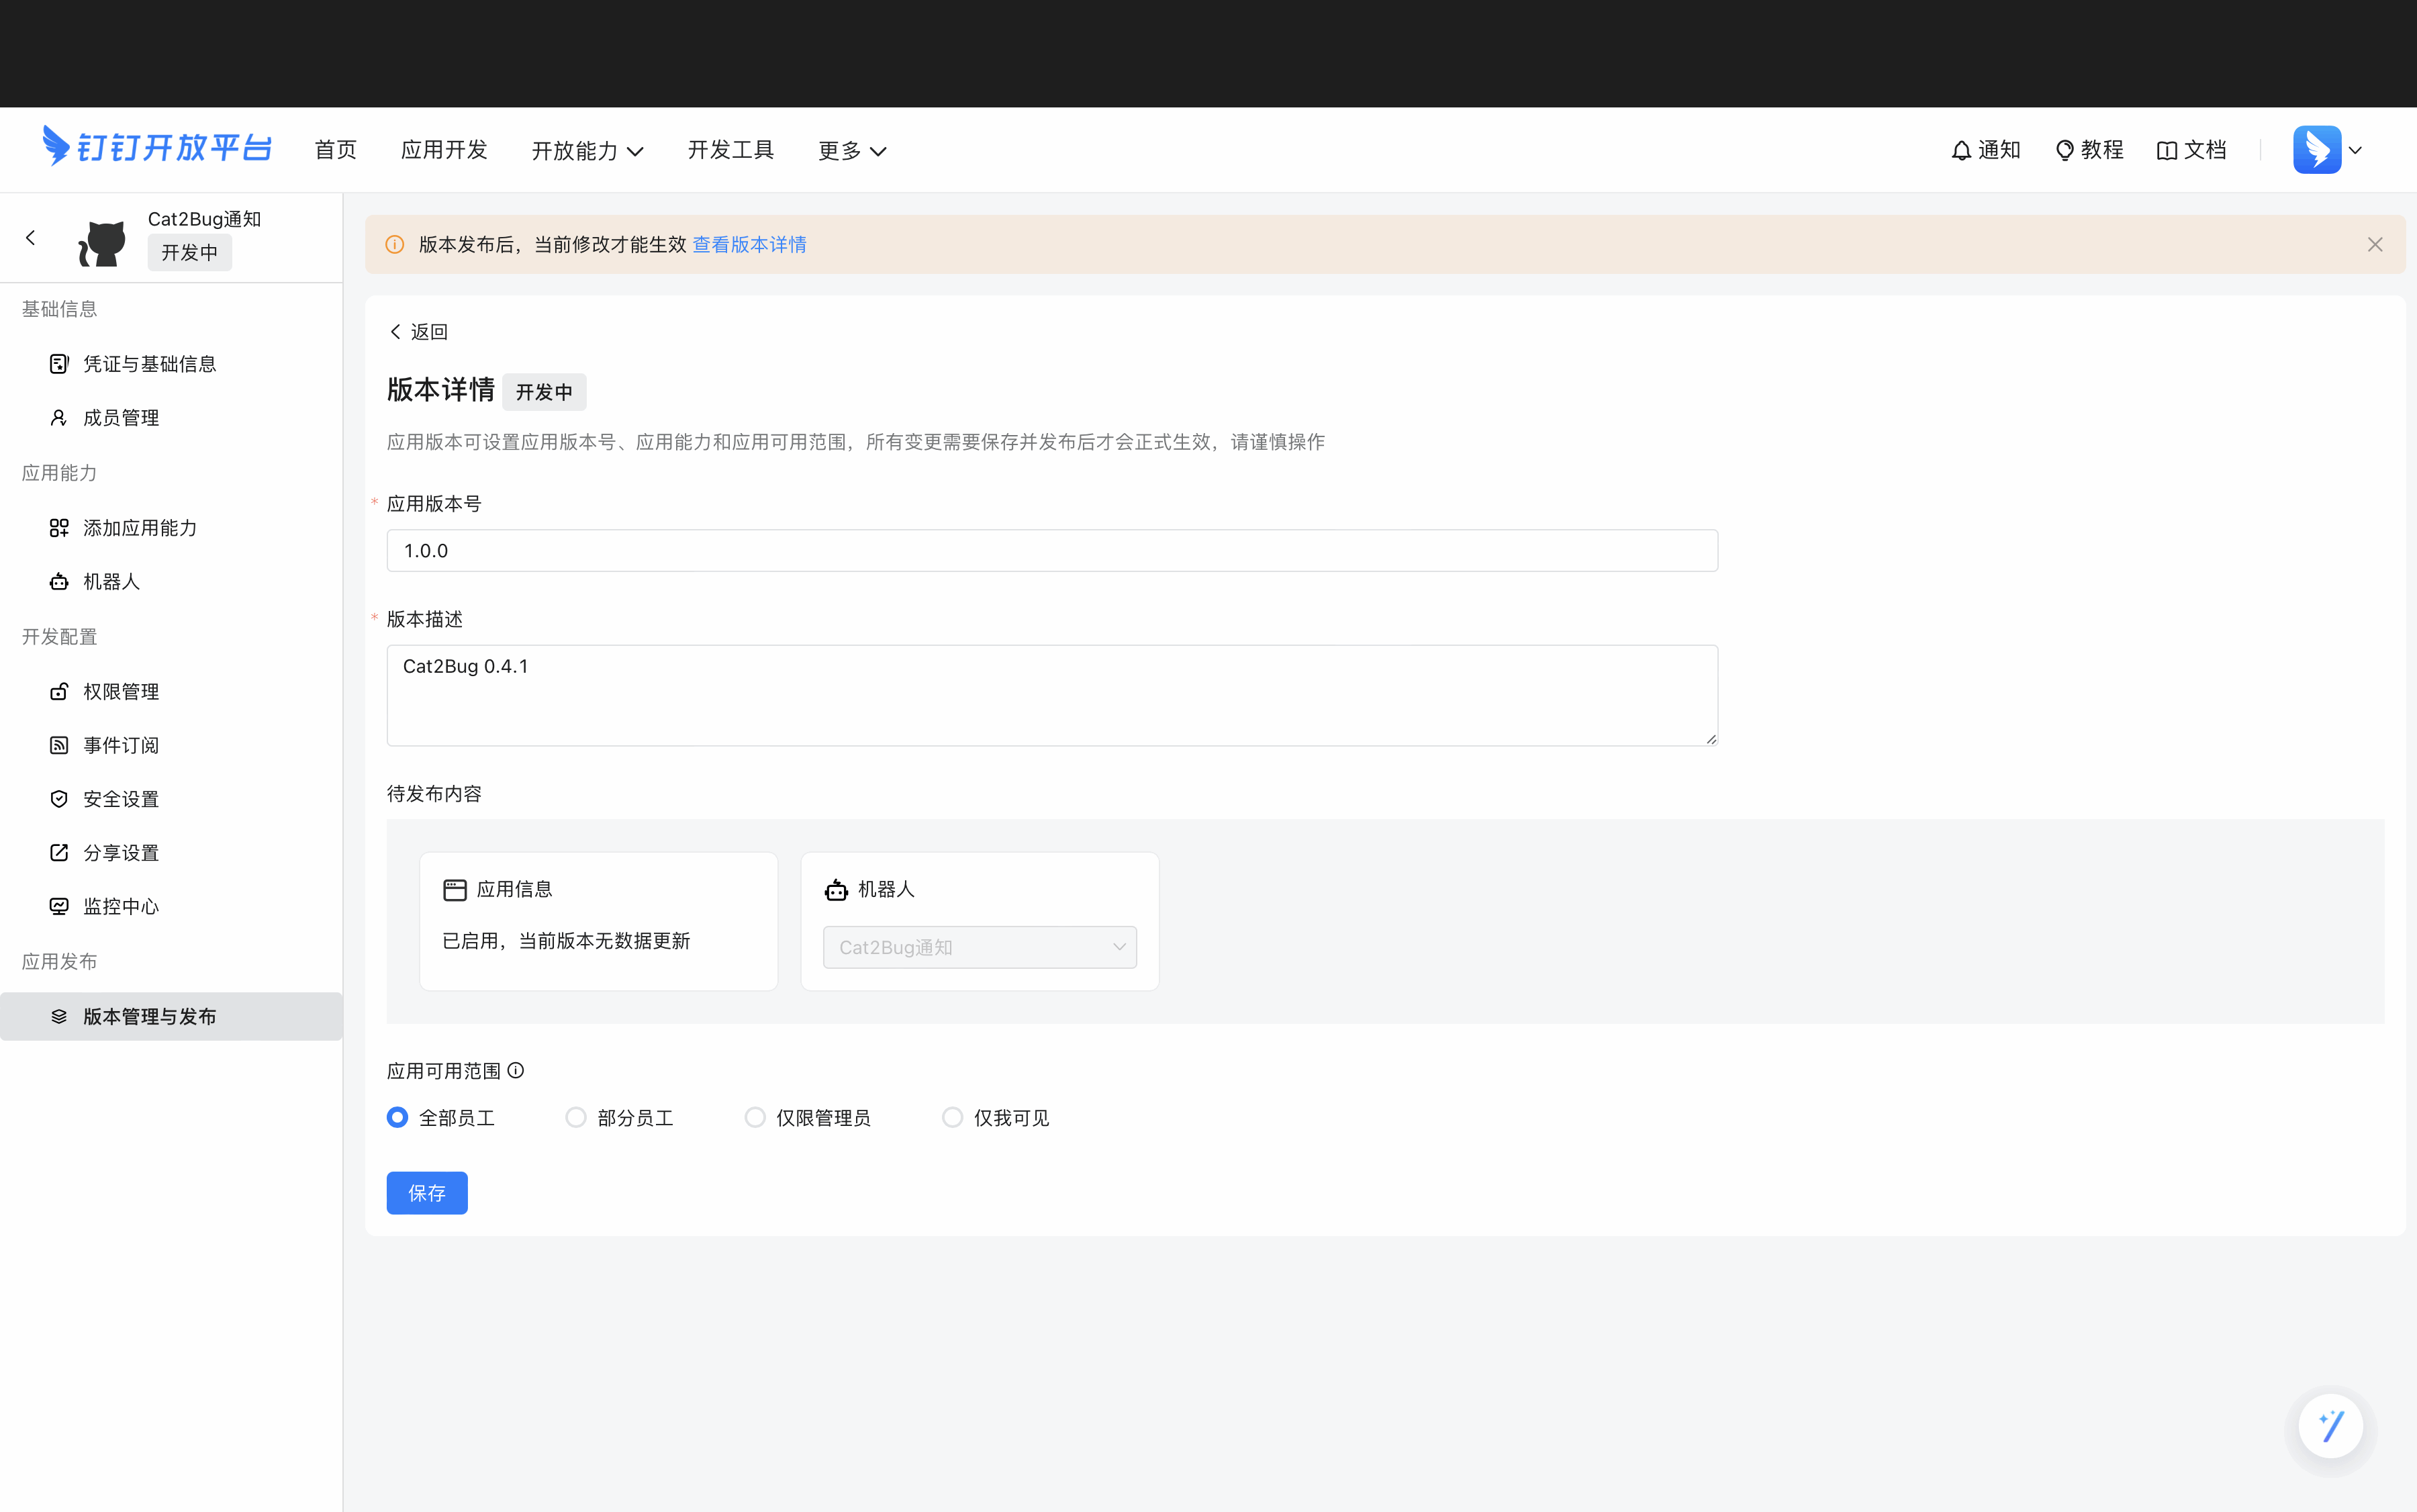 钉钉开放平台 首页 应用开发 开放能力 开发工具 更多 通知 教程 文档
Cat2Bug通知
开发中
基础信息
凭证与基础信息
成员管理
应用能力
添加应用能力
机器人
开发配置
权限管理
事件订阅
安全设置
分享设置
监控中心
应用发布
版本管理与发布
版本发布后，当前修改才能生效 查看版本详情
返回
版本详情 开发中
应用版本可设置应用版本号、应用能力和应用可用范围，所有变更需要保存并发布后才会正式生效，请谨慎操作
* 应用版本号
1.0.0
* 版本描述
Cat2Bug 0.4.1
待发布内容
应用信息
已启用，当前版本无数据更新
机器人
Cat2Bug通知
应用可用范围
全部员工 部分员工 仅限管理员 仅我可见
保存